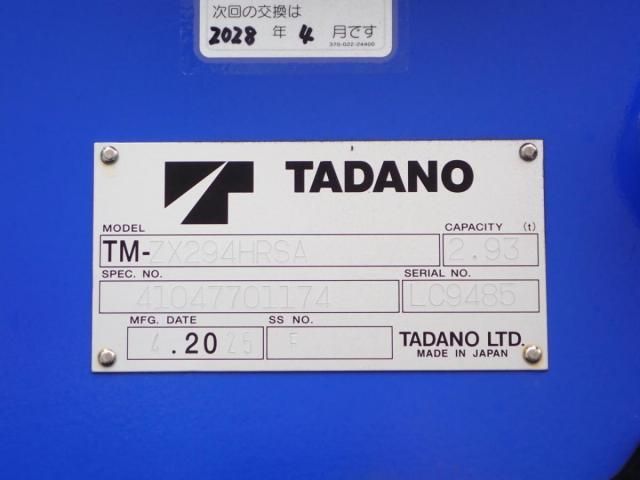 次回の交換は
2028 年 4 月です
370-022-24400
TADANO
MODEL
CAPACITY (t)
TM-ZX294HRSA
2.93
SPEC. NO.
SERIAL NO.
41047701174
LC9485
MFG. DATE
SS NO.
4.2025
F
TADANO LTD.
MADE IN JAPAN